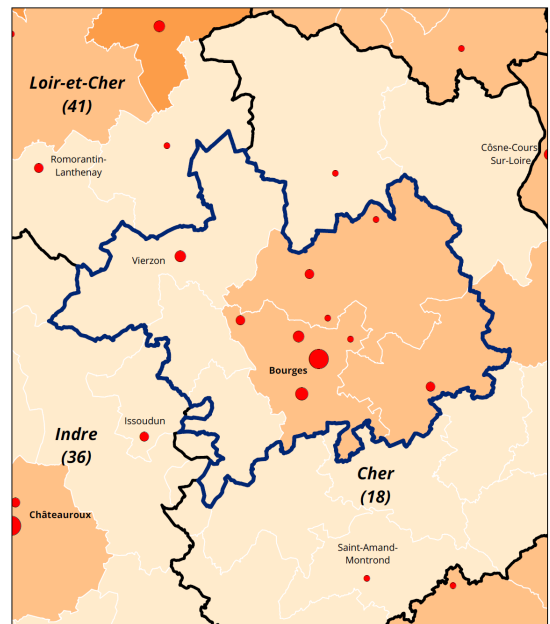 Loir-et-Cher
(41)
Romorantin-
Lanthenay
Côsne-Cours
Sur-Loire
Vierzon
Bourges
Issoudun
Indre
(36)
Cher
(18)
Châteauroux
Saint-Amand-
Montrond